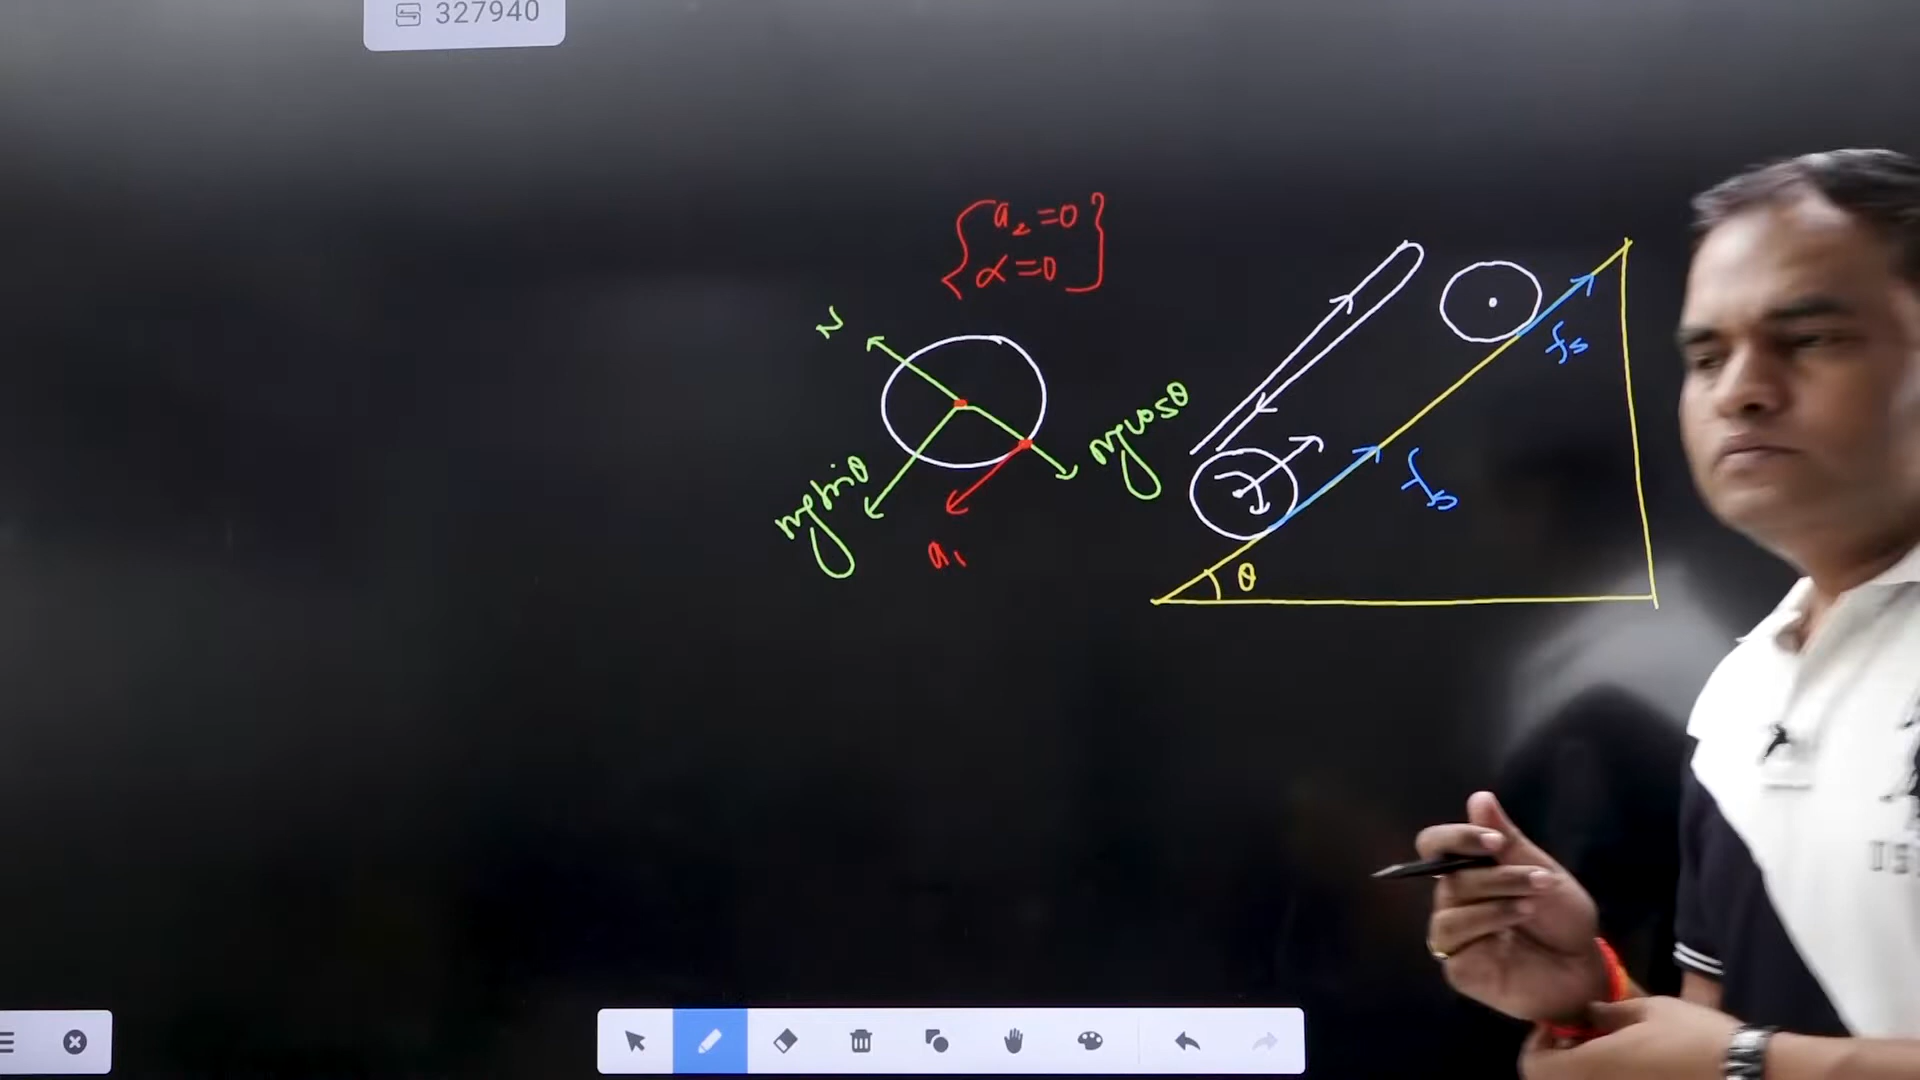 327940
a₂ = 0
α = 0
N
mg cosθ
mg sinθ
a₁
fs
fs
θ